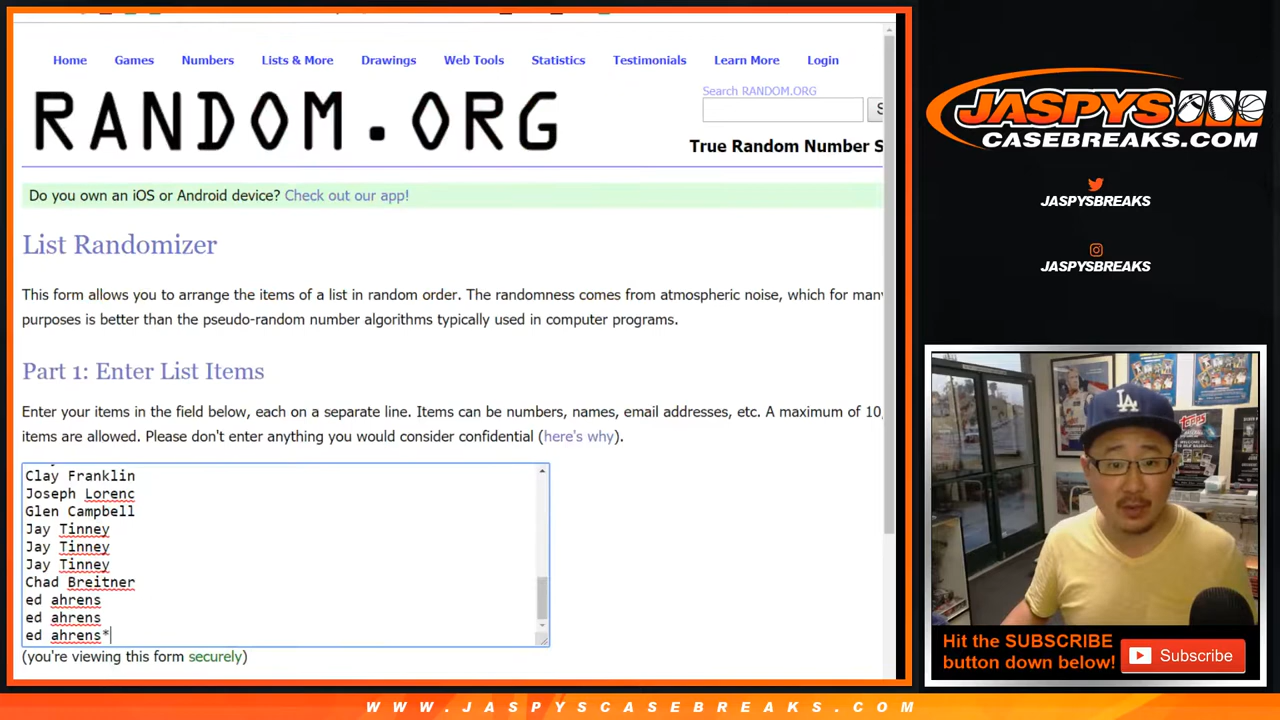 Home Games Numbers Lists & More Drawings Web Tools Statistics Testimonials Learn More Login
Search RANDOM.ORG
RANDOM.ORG
S
True Random Number S
Do you own an iOS or Android device? Check out our app!
List Randomizer
This form allows you to arrange the items of a list in random order. The randomness comes from atmospheric noise, which for many
purposes is better than the pseudo-random number algorithms typically used in computer programs.
Part 1: Enter List Items
Enter your items in the field below, each on a separate line. Items can be numbers, names, email addresses, etc. A maximum of 10,
items are allowed. Please don't enter anything you would consider confidential (here's why).
Clay Franklin
Joseph Lorenc
Glen Campbell
Jay Tinney
Jay Tinney
Jay Tinney
Chad Breitner
ed ahrens
ed ahrens
ed ahrens*
(you're viewing this form securely)
JASPYS
CASEBREAKS.COM
JASPYSBREAKS
JASPYSBREAKS
LA
TOPPS
Hit the SUBSCRIBE
button down below!
Subscribe
WWW.JASPYSCASEBREAKS.COM